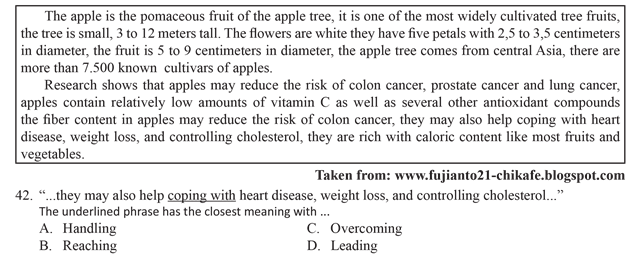 The apple is the pomaceous fruit of the apple tree, it is one of the most widely cultivated tree fruits,
the tree is small, 3 to 12 meters tall. The flowers are white they have five petals with 2,5 to 3,5 centimeters
in diameter, the fruit is 5 to 9 centimeters in diameter, the apple tree comes from central Asia, there are
more than 7.500 known cultivars of apples.
Research shows that apples may reduce the risk of colon cancer, prostate cancer and lung cancer,
apples contain relatively low amounts of vitamin C as well as several other antioxidant compounds
the fiber content in apples may reduce the risk of colon cancer, they may also help coping with heart
disease, weight loss, and controlling cholesterol, they are rich with caloric content like most fruits and
vegetables.
Taken from: www.fujianto21-chikafe.blogspot.com
42. “...they may also help coping with heart disease, weight loss, and controlling cholesterol...”
The underlined phrase has the closest meaning with ...
A. Handling C. Overcoming
B. Reaching D. Leading